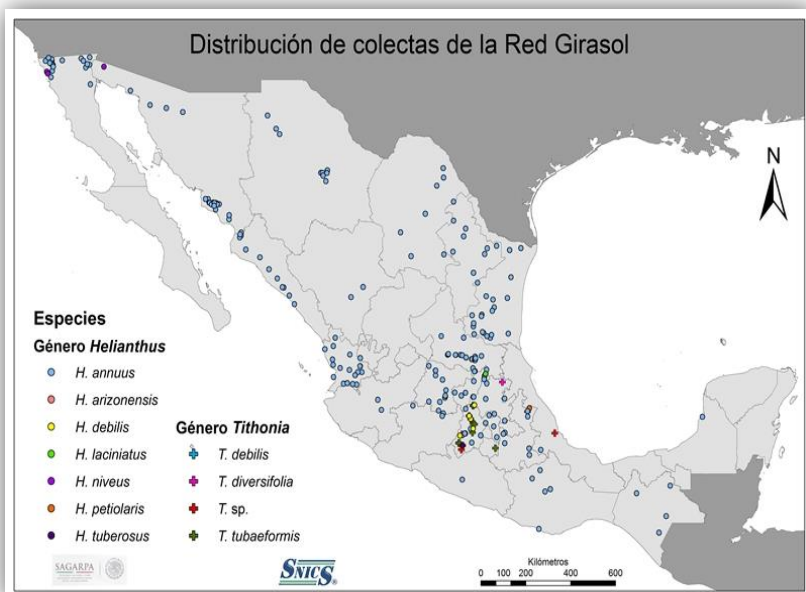 Distribución de colectas de la Red Girasol
N
Especies
Género Helianthus
H. annuus
H. arizonensis
H. debilis
H. laciniatus
H. niveus
H. petiolaris
H. tuberosus
Género Tithonia
T. debilis
T. diversifolia
T. sp.
T. tubaeformis
SAGARPA
SNICS
Kilómetros
0 100 200 400 600